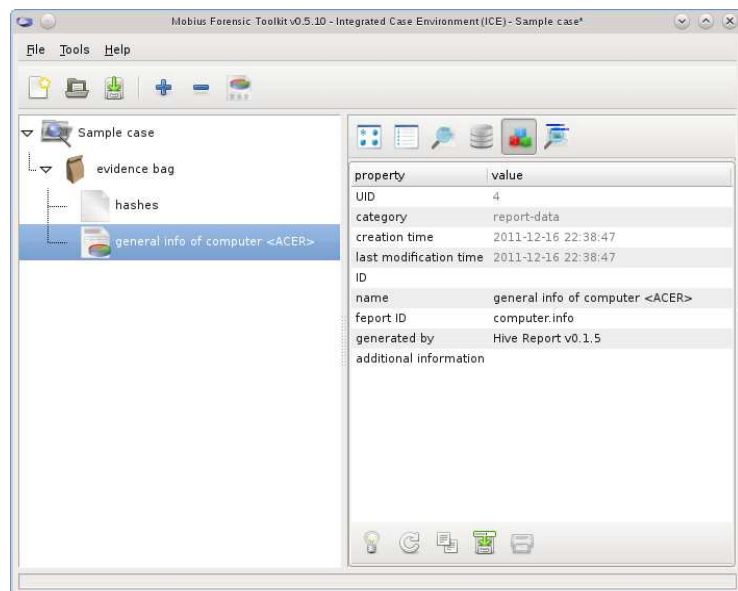 Mobius Forensic Toolkit v0.5.10 - Integrated Case Environment (ICE) - Sample case*
File Tools Help
Sample case
evidence bag
hashes
general info of computer <ACER>
property value
UID 4
category report-data
creation time 2011-12-16 22:38:47
last modification time 2011-12-16 22:38:47
ID
name general info of computer <ACER>
feport ID computer.info
generated by Hive Report v0.1.5
additional information